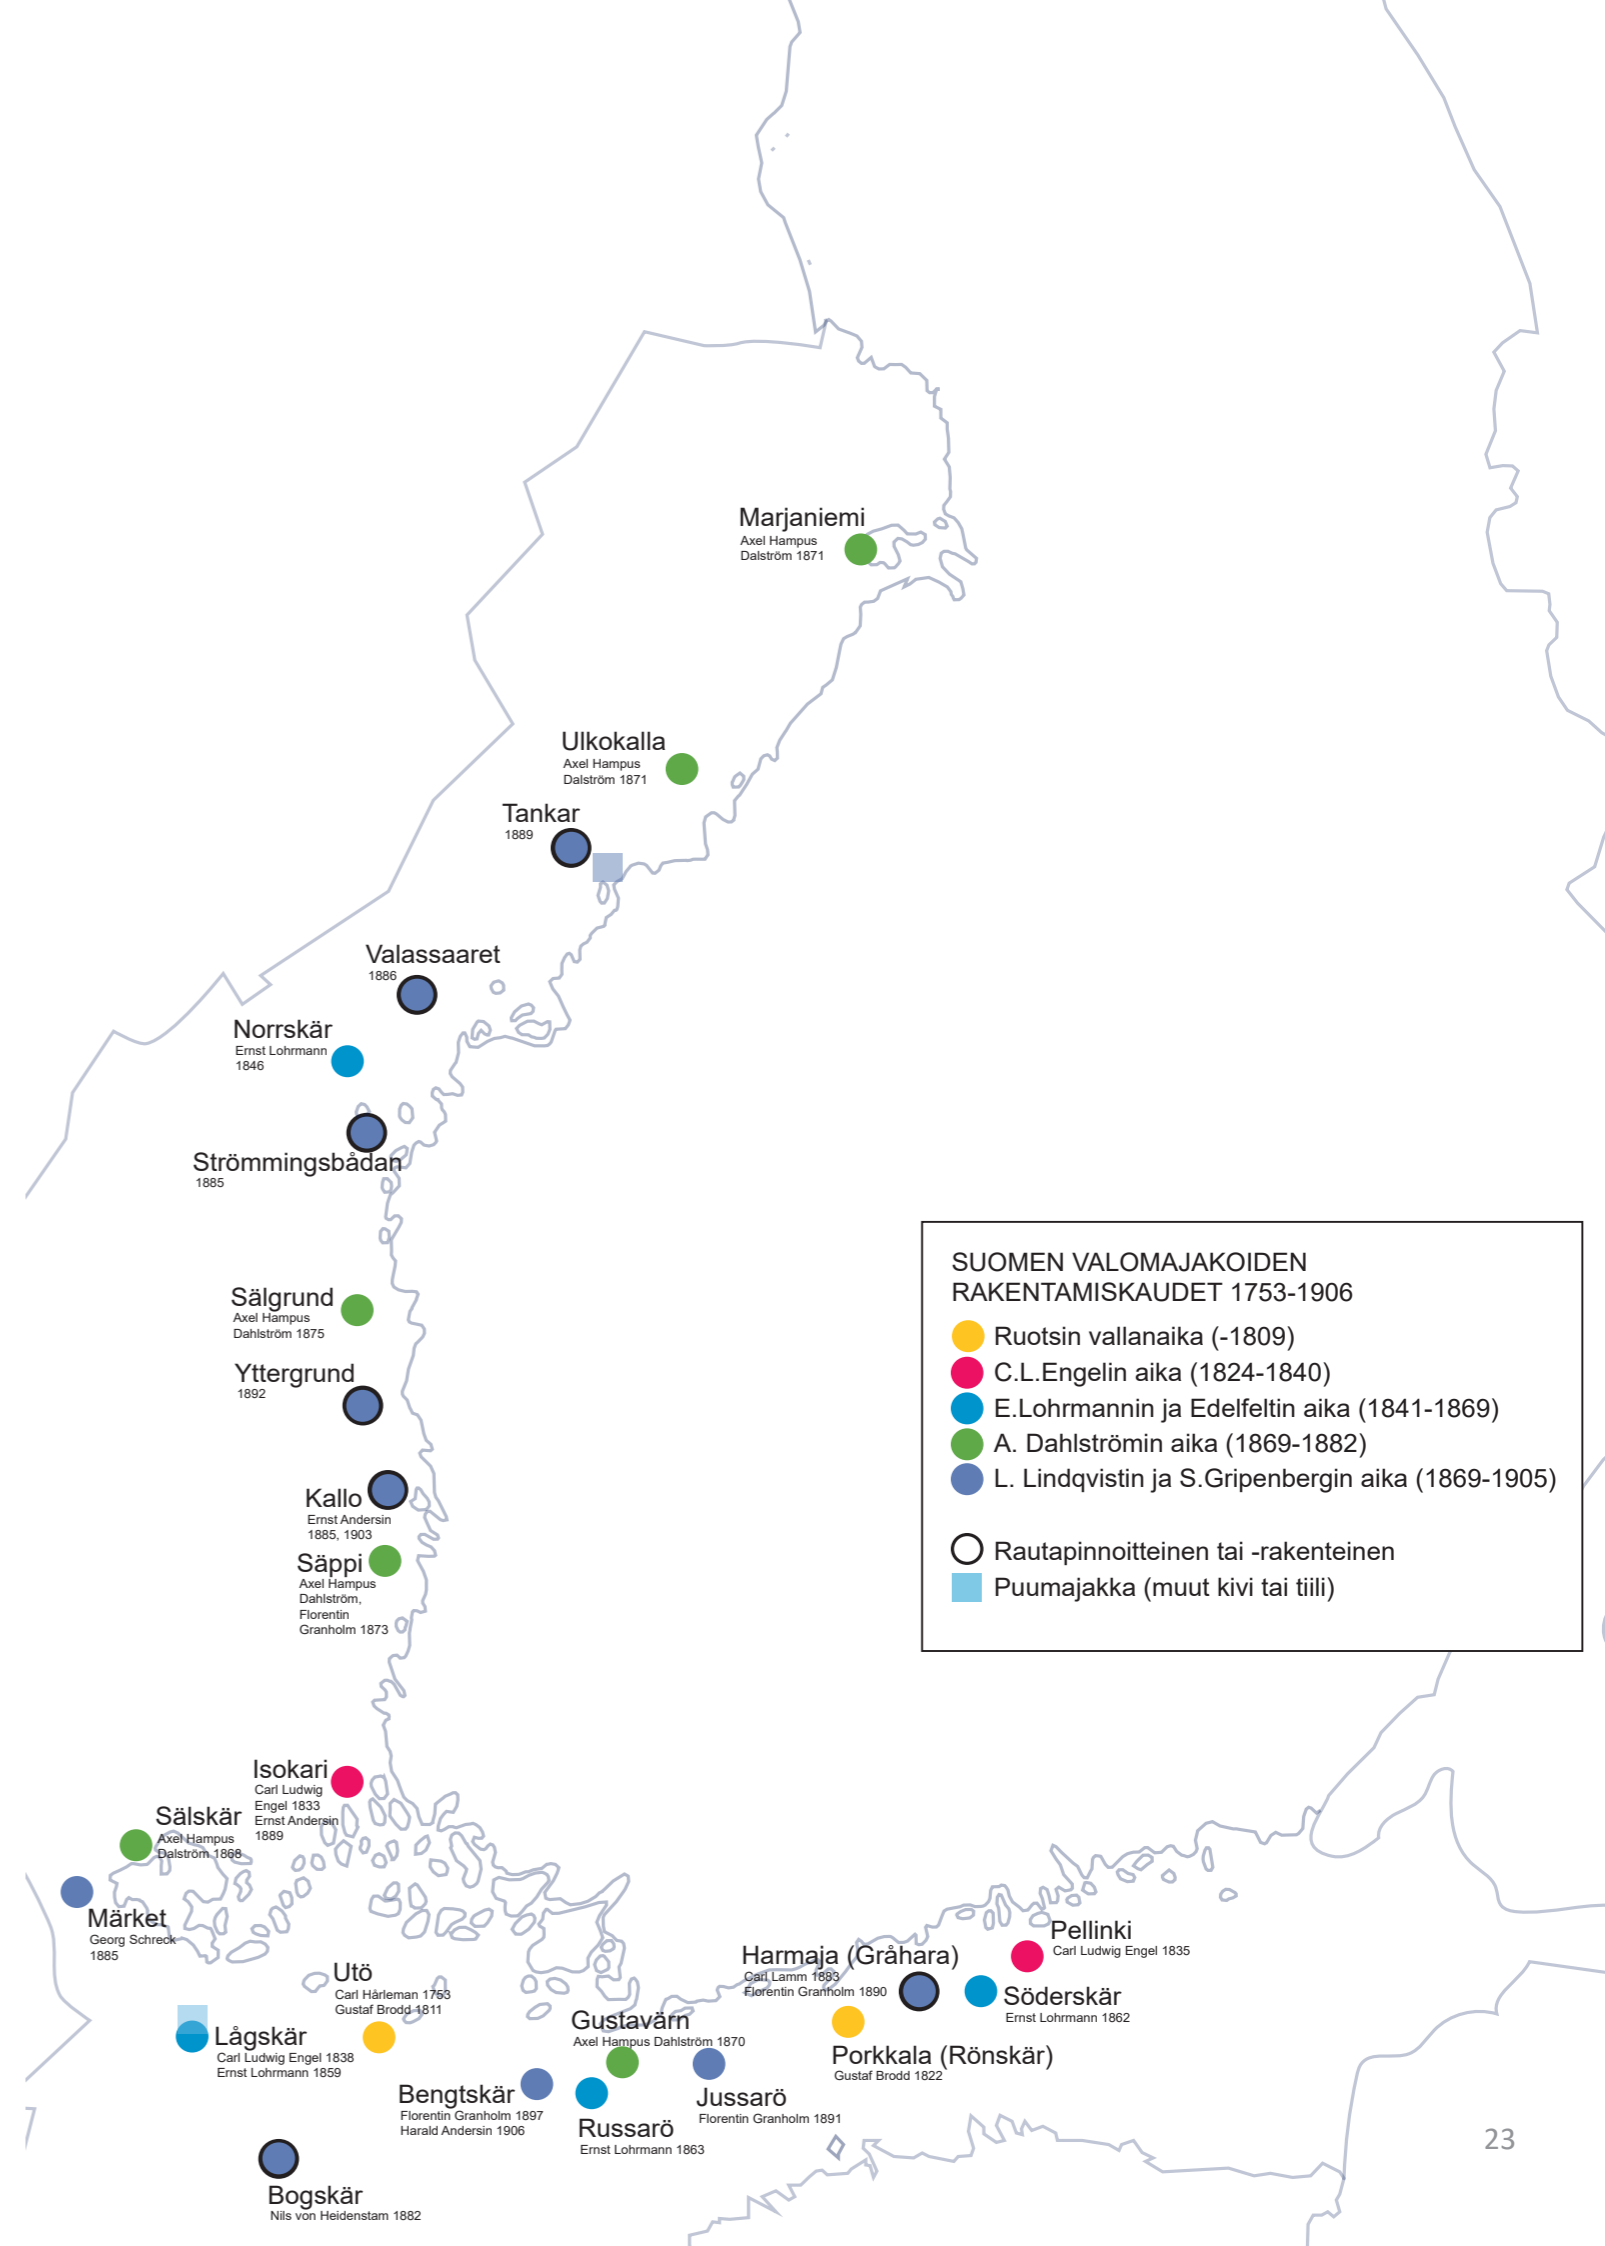 Marjaniemi
Axel Hampus
Dalström 1871
Ulkokalla
Axel Hampus
Dalström 1871
Tankar
1889
Valassaaret
1886
Norrskär
Ernst Lohrmann
1846
Strömmingsbådan
1885
Sälgrund
Axel Hampus
Dahlström 1875
Yttergrund
1892
Kallo
Ernst Andersin
1885, 1903
Säppi
Axel Hampus
Dahlström,
Florentin
Granholm 1873
SUOMEN VALOMAJAKOIDEN
RAKENTAMISKAUDET 1753-1906
Ruotsin vallanaika (-1809)
C.L.Engelin aika (1824-1840)
E.Lohrmannin ja Edelfeltin aika (1841-1869)
A. Dahlströmin aika (1869-1882)
L. Lindqvistin ja S.Gripenbergin aika (1869-1905)
Rautapinnoitteinen tai -rakenteinen
Puumajakka (muut kivi tai tiili)
Isokari
Carl Ludwig
Engel 1833
Ernst Andersin
1889
Sälskär
Axel Hampus
Dalström 1868
Märket
Georg Schreck
1885
Utö
Carl Hårleman 1753
Gustaf Brodd 1811
Lågskär
Carl Ludwig Engel 1838
Ernst Lohrmann 1859
Bengtskär
Florentin Granholm 1897
Harald Andersin 1906
Bogskär
Nils von Heidenstam 1882
Gustavärn
Axel Hampus Dahlström 1870
Russarö
Ernst Lohrmann 1863
Jussarö
Florentin Granholm 1891
Harmaja (Gråhara)
Carl Lamm 1883
Florentin Granholm 1890
Porkkala (Rönskär)
Gustaf Brodd 1822
Pellinki
Carl Ludwig Engel 1835
Söderskär
Ernst Lohrmann 1862
23